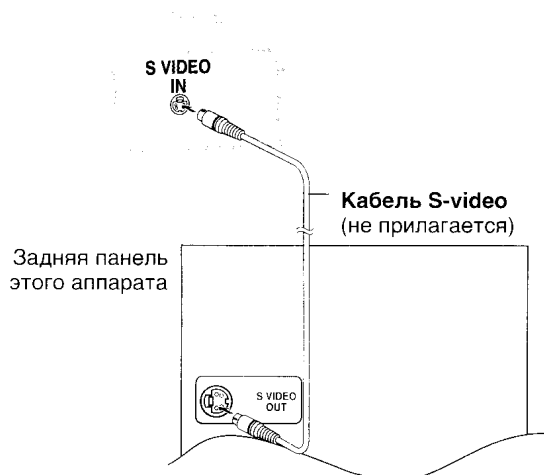 S VIDEO
IN
Кабель S-video
(не прилагается)
Задняя панель
этого аппарата
S VIDEO
OUT